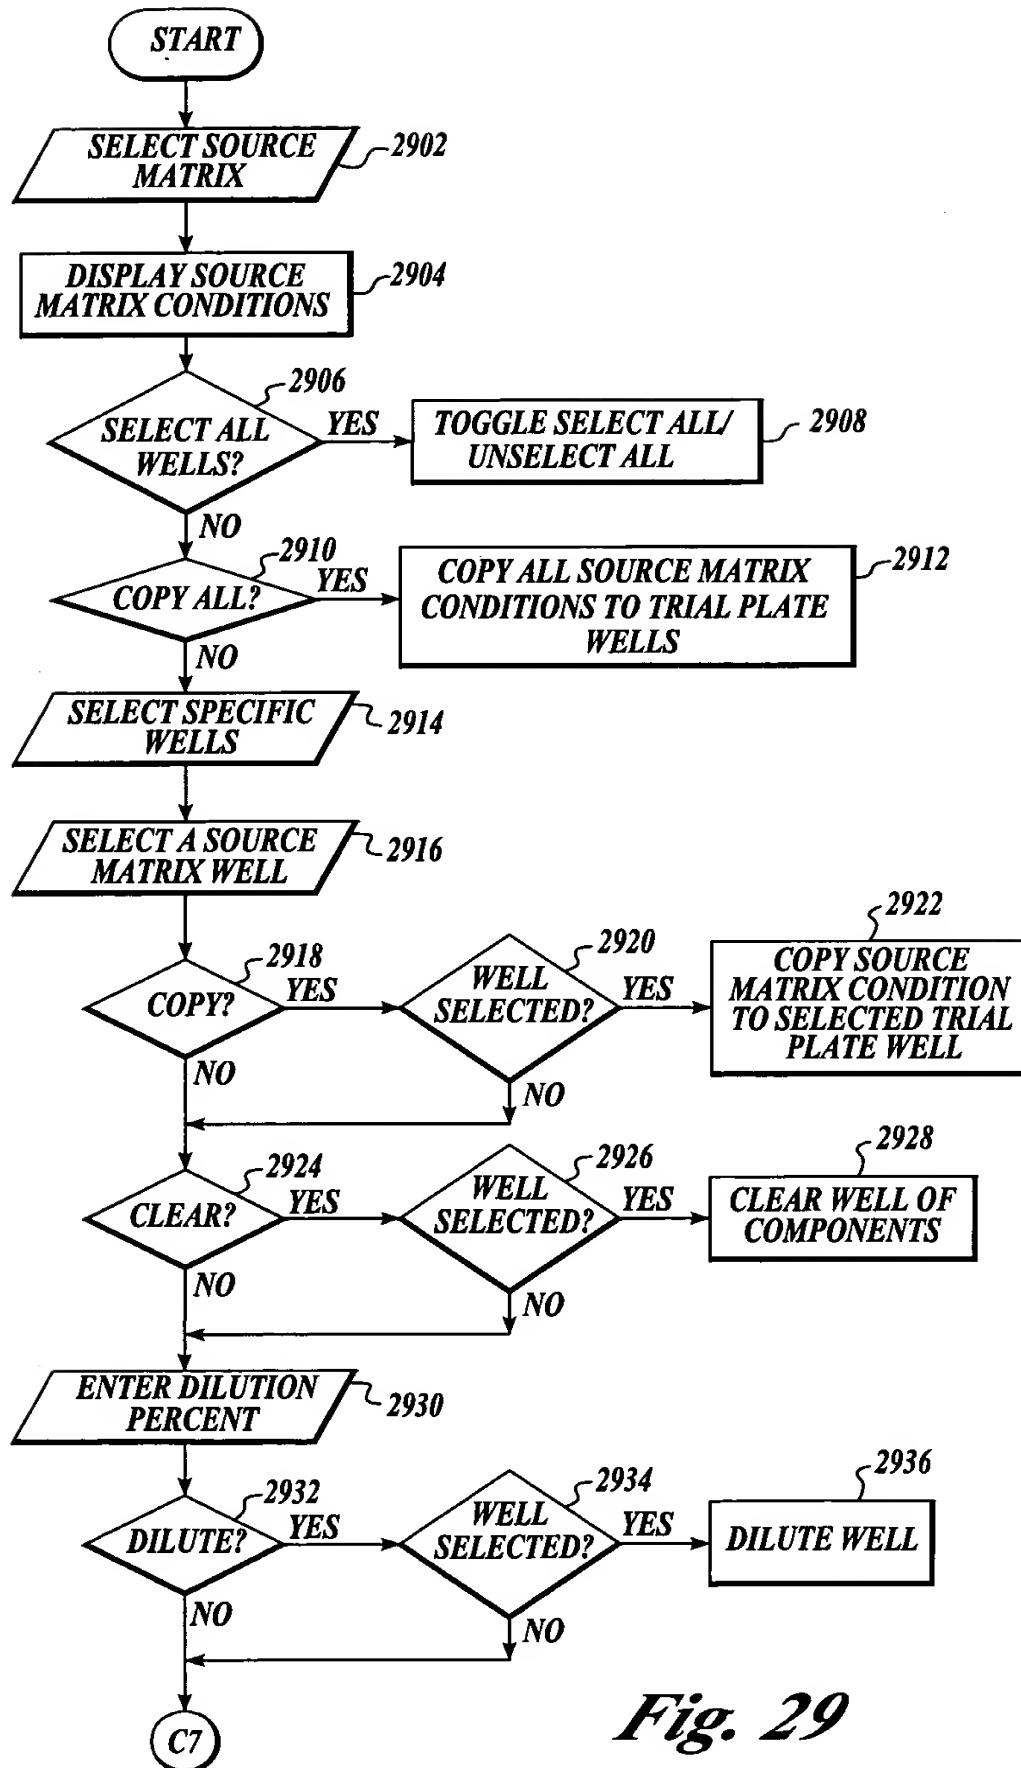 START
SELECT SOURCE
MATRIX
2902
DISPLAY SOURCE
MATRIX CONDITIONS
2904
2906
SELECT ALL
WELLS?
YES
TOGGLE SELECT ALL/
UNSELECT ALL
2908
NO
2910
COPY ALL?
YES
COPY ALL SOURCE MATRIX
CONDITIONS TO TRIAL PLATE
WELLS
2912
NO
SELECT SPECIFIC
WELLS
2914
SELECT A SOURCE
MATRIX WELL
2916
2918
COPY?
YES
2920
WELL
SELECTED?
YES
2922
COPY SOURCE
MATRIX CONDITION
TO SELECTED TRIAL
PLATE WELL
NO
NO
2924
CLEAR?
YES
2926
WELL
SELECTED?
YES
2928
CLEAR WELL OF
COMPONENTS
NO
NO
ENTER DILUTION
PERCENT
2930
2932
DILUTE?
YES
2934
WELL
SELECTED?
YES
2936
DILUTE WELL
NO
NO
C7
Fig. 29